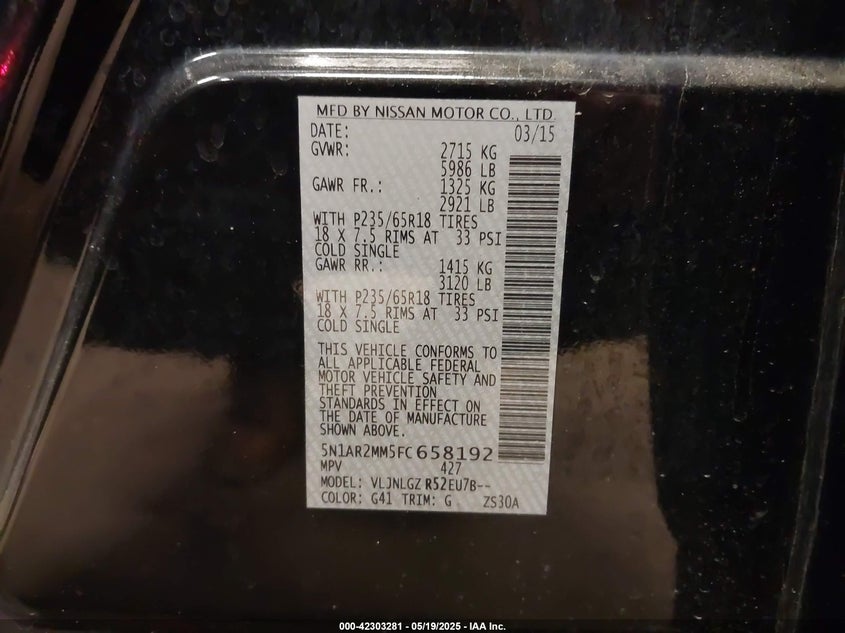 MFD BY NISSAN MOTOR CO., LTD.
DATE: 03/15
GVWR: 2715 KG
5986 LB
GAWR FR.: 1325 KG
2921 LB
WITH P235/65R18 TIRES
18 X 7.5 RIMS AT 33 PSI
COLD SINGLE
GAWR RR.: 1415 KG
3120 LB
WITH P235/65R18 TIRES
18 X 7.5 RIMS AT 33 PSI
COLD SINGLE
THIS VEHICLE CONFORMS TO
ALL APPLICABLE FEDERAL
MOTOR VEHICLE SAFETY AND
THEFT PREVENTION
STANDARDS IN EFFECT ON
THE DATE OF MANUFACTURE
SHOWN ABOVE.
5N1AR2MM5FC658192
MPV 427
MODEL: VLJNLGZ R52EU7B--
COLOR: G41 TRIM: G ZS30A
000-42303281 - 05/19/2025 - IAA Inc.